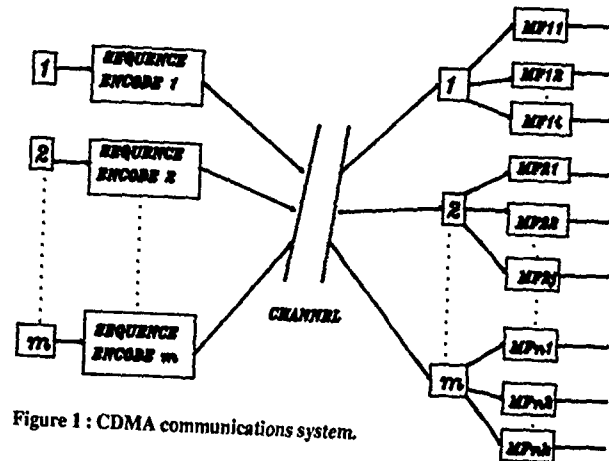 1
SEQUENCE
ENCODE 1
2
SEQUENCE
ENCODE 2
m
SEQUENCE
ENCODE m
CHANNEL
1
MF11
MF12
MF1i
2
MF21
MF22
MF2j
m
MFn1
MFn2
MFnk
Figure 1 : CDMA communications system.